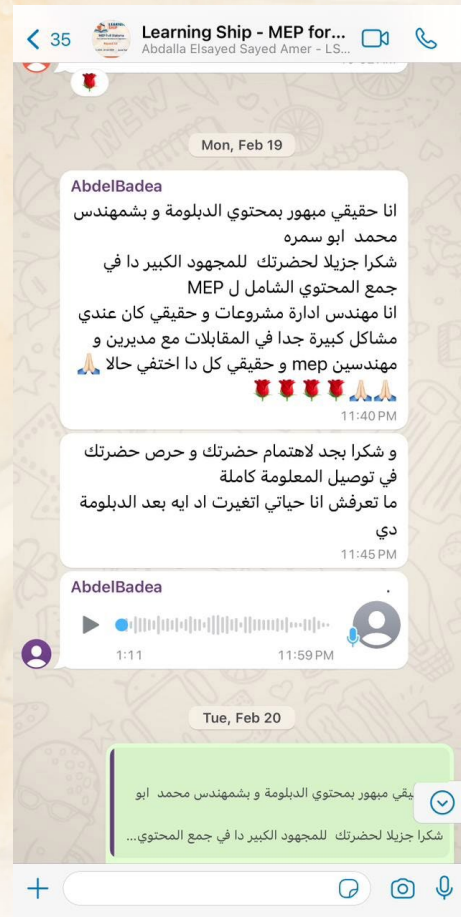 35
Learning Ship - MEP for...
Abdalla Elsayed Sayed Amer - LS...
Mon, Feb 19
AbdelBadea
انا حقيقي مبهور بمحتوي الدبلومة و بشمهندس
محمد ابو سمره
شكرا جزيلا لحضرتك للمجهود الكبير دا في
جمع المحتوي الشامل ل MEP
انا مهندس ادارة مشروعات و حقيقي كان عندي
مشاكل كبيرة جدا في المقابلات مع مديرين و
مهندسين mep و حقيقي كل دا اختفي حالا 🙏🏻
🙏🏻🙏🏻🌹🌹🌹🌹
11:40 PM
و شكرا بجد لاهتمام حضرتك و حرص حضرتك
في توصيل المعلومة كاملة
ما تعرفش انا حياتي اتغيرت اد ايه بعد الدبلومة
دي
11:45 PM
AbdelBadea .
1:11 11:59 PM
Tue, Feb 20
مبهور بمحتوي الدبلومة و بشمهندس محمد ابو
شكرا جزيلا لحضرتك للمجهود الكبير دا في جمع المحتوي...